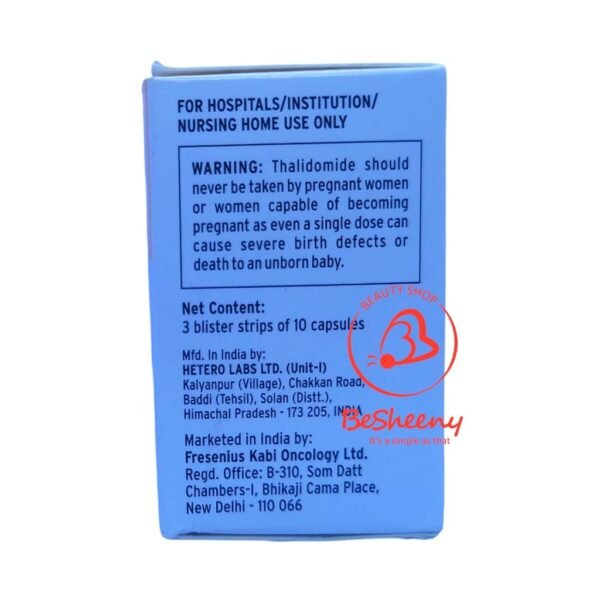 FOR HOSPITALS/INSTITUTION/
NURSING HOME USE ONLY
WARNING: Thalidomide should
never be taken by pregnant women
or women capable of becoming
pregnant as even a single dose can
cause severe birth defects or
death to an unborn baby.
Net Content:
3 blister strips of 10 capsules
Mfd. In India by:
HETERO LABS LTD. (Unit-I)
Kalyanpur (Village), Chakkan Road,
Baddi (Tehsil), Solan (Distt.),
Himachal Pradesh - 173 205, INDIA
Marketed in India by:
Fresenius Kabi Oncology Ltd.
Regd. Office: B-310, Som Datt
Chambers-I, Bhikaji Cama Place,
New Delhi - 110 066
BEAUTY SHOP
BeSheeny
It's a simple as that